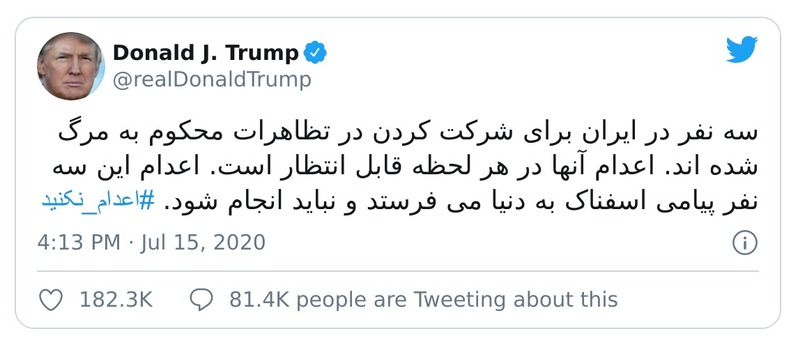 Donald J. Trump
@realDonaldTrump
سه نفر در ایران برای شرکت کردن در تظاهرات محکوم به مرگ
شده اند. اعدام آنها در هر لحظه قابل انتظار است. اعدام این سه
نفر پیامی اسفناک به دنیا می فرستد و نباید انجام شود. #اعدام_نکنید
4:13 PM · Jul 15, 2020
182.3K 81.4K people are Tweeting about this